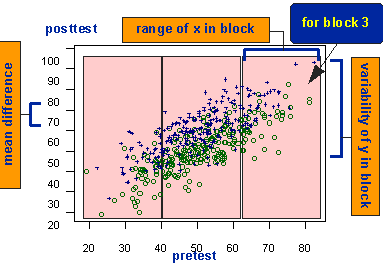 posttest
range of x in block
for block 3
mean difference
variability of y in block
100
90
80
70
60
50
40
30
20
20 30 40 50 60 70 80
pretest